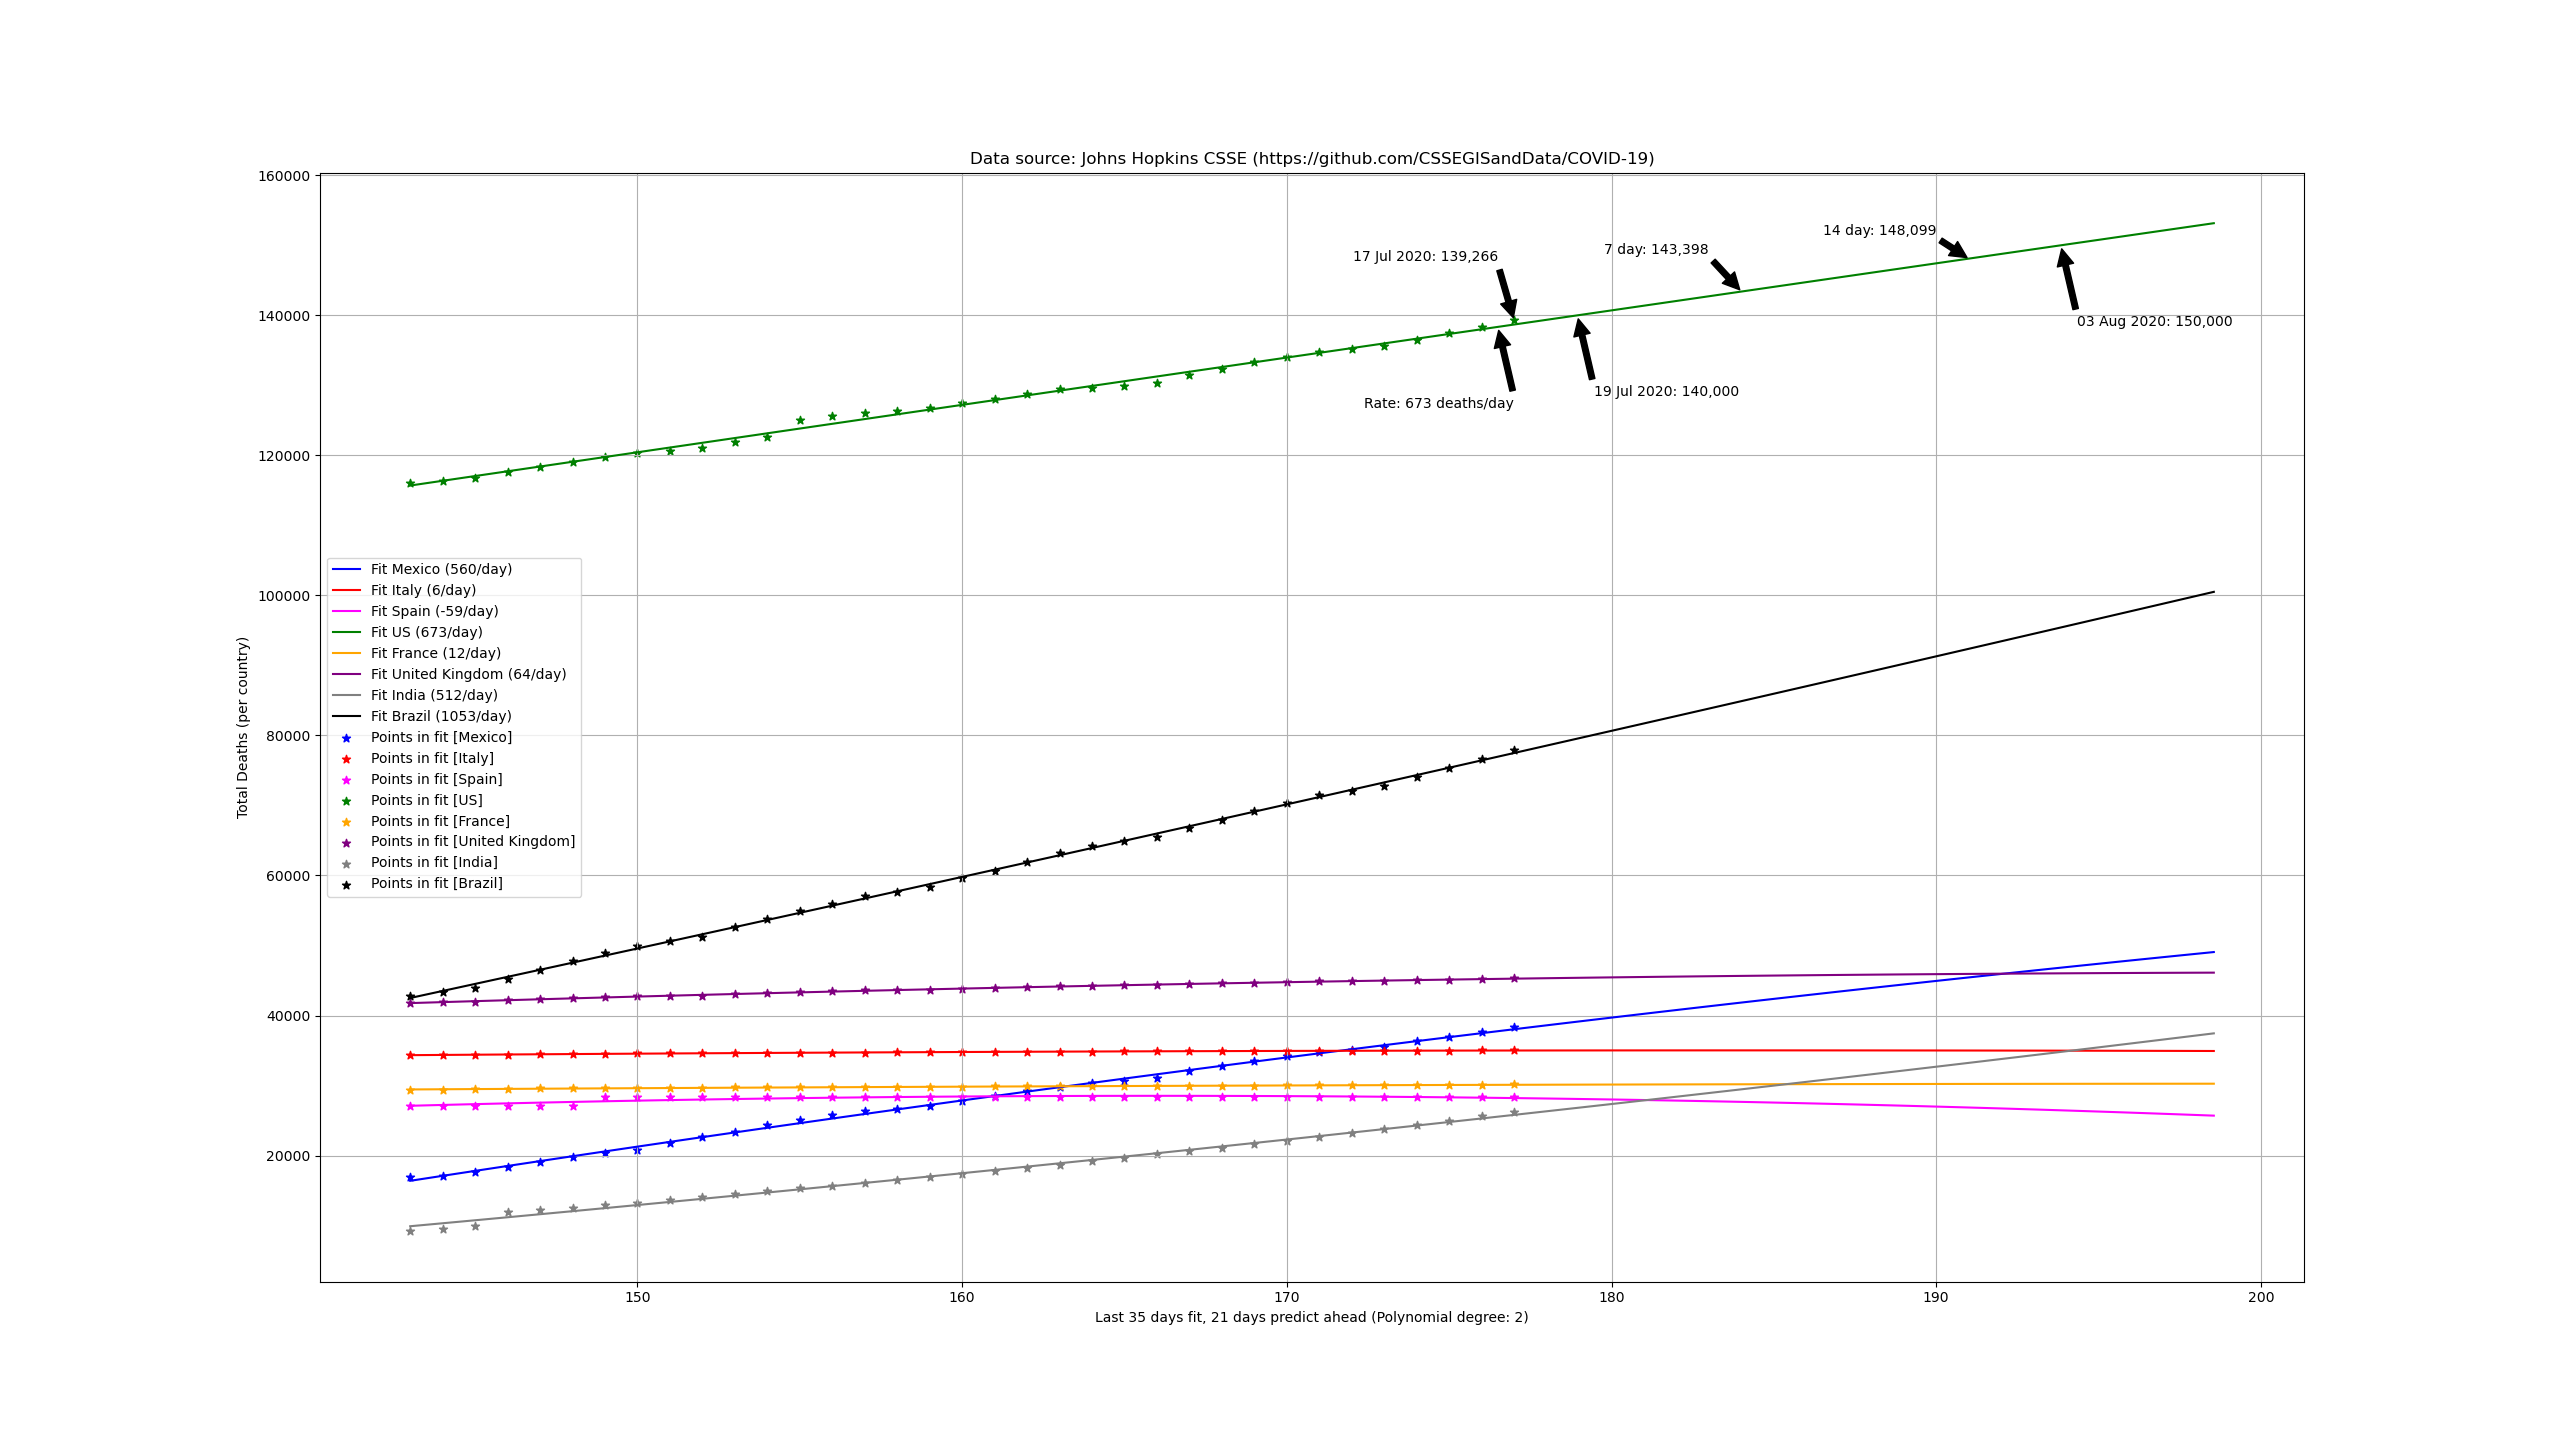 Data source: Johns Hopkins CSSE (https://github.com/CSSEGISandData/COVID-19)
160000
140000
120000
100000
80000
60000
40000
20000
Total Deaths (per country)
17 Jul 2020: 139,266
7 day: 143,398
14 day: 148,099
03 Aug 2020: 150,000
19 Jul 2020: 140,000
Rate: 673 deaths/day
Fit Mexico (560/day)
Fit Italy (6/day)
Fit Spain (-59/day)
Fit US (673/day)
Fit France (12/day)
Fit United Kingdom (64/day)
Fit India (512/day)
Fit Brazil (1053/day)
Points in fit [Mexico]
Points in fit [Italy]
Points in fit [Spain]
Points in fit [US]
Points in fit [France]
Points in fit [United Kingdom]
Points in fit [India]
Points in fit [Brazil]
150
160
170
180
190
200
Last 35 days fit, 21 days predict ahead (Polynomial degree: 2)